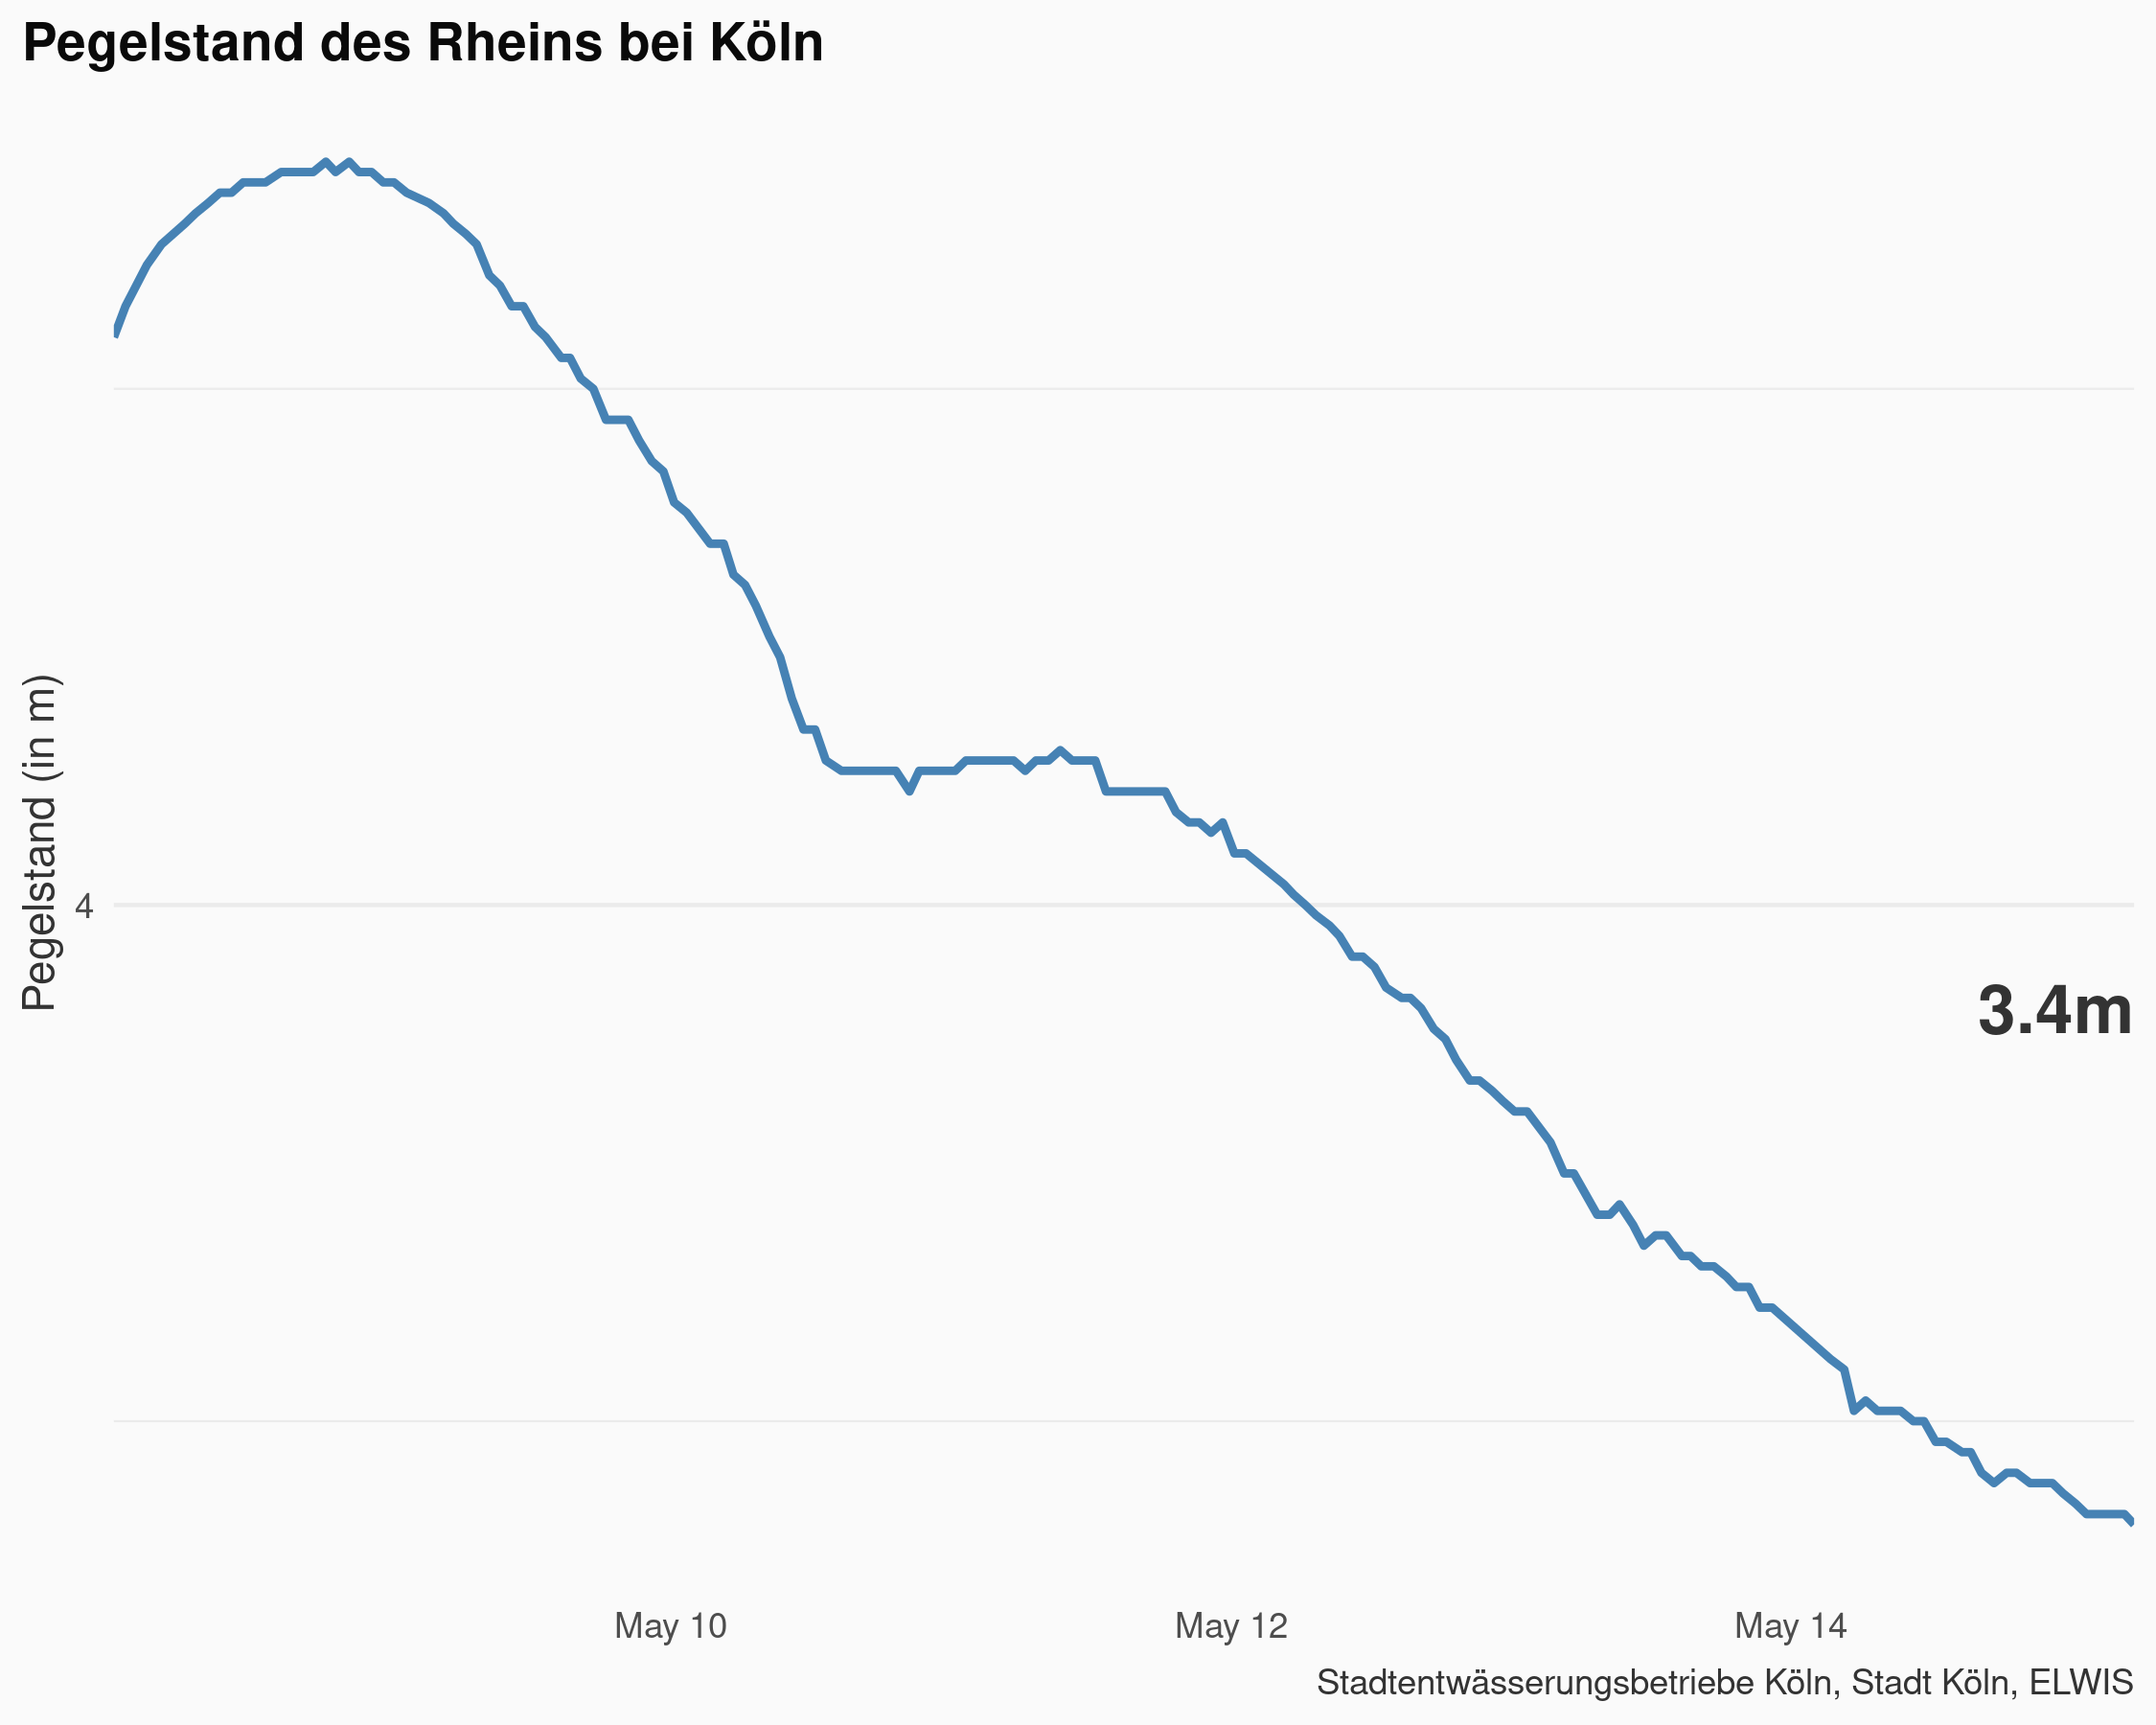 Pegelstand des Rheins bei Köln
Pegelstand (in m)
4
3.4m
May 10
May 12
May 14
Stadtentwässerungsbetriebe Köln, Stadt Köln, ELWIS